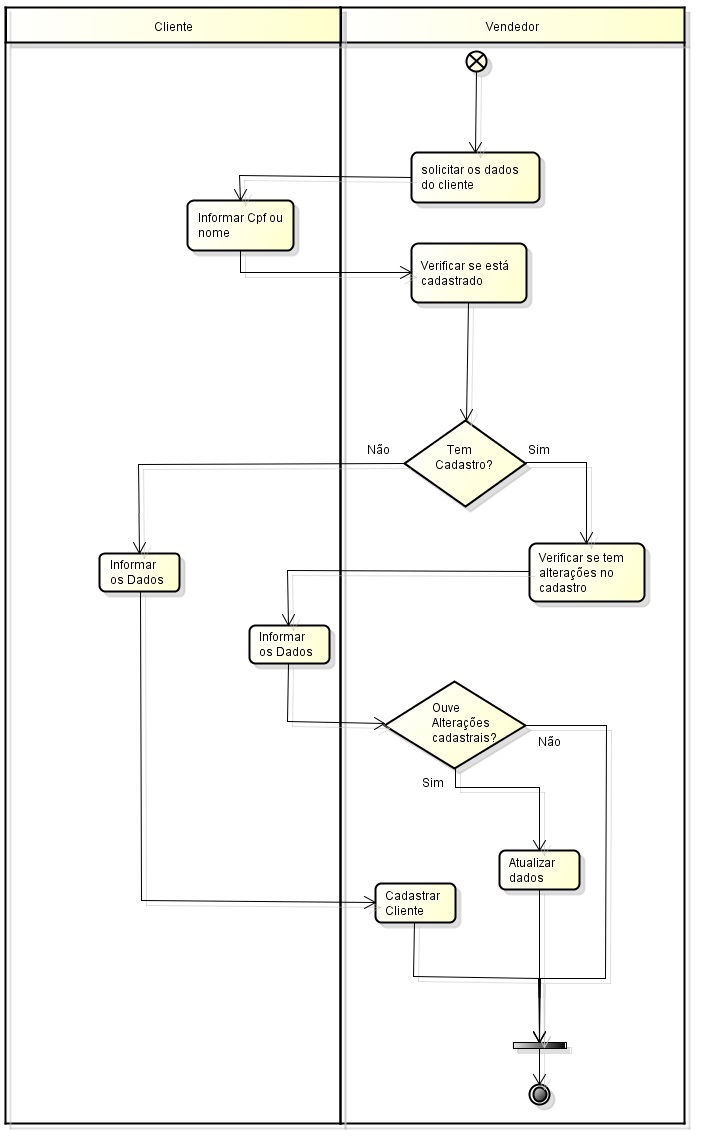 Cliente
Vendedor
solicitar os dados
do cliente
Informar Cpf ou
nome
Verificar se está
cadastrado
Tem
Cadastro?
Não
Sim
Informar
os Dados
Verificar se tem
alterações no
cadastro
Informar
os Dados
Ouve
Alterações
cadastrais?
Não
Sim
Atualizar
dados
Cadastrar
Cliente